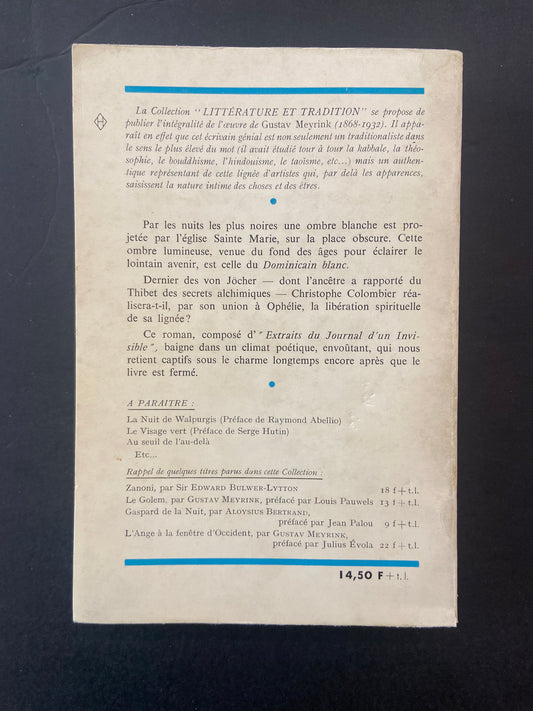 La Collection "LITTÉRATURE ET TRADITION" se propose de
publier l'intégralité de l'œuvre de Gustav Meyrink (1868-1932). Il appa-
raît en effet que cet écrivain génial est non seulement un traditionaliste dans
le sens le plus élevé du mot (il avait étudié tour à tour la kabbale, la théo-
sophie, le bouddhisme, l'hindouisme, le taoïsme, etc...) mais un authen-
tique représentant de cette lignée d'artistes qui, par delà les apparences,
saisissent la nature intime des choses et des êtres.
Par les nuits les plus noires une ombre blanche est pro-
jetée par l'église Sainte Marie, sur la place obscure. Cette
ombre lumineuse, venue du fond des âges pour éclairer le
lointain avenir, est celle du Dominicain blanc.
Dernier des von Jöcher — dont l'ancêtre a rapporté du
Thibet des secrets alchimiques — Christophe Colombier réa-
lisera-t-il, par son union à Ophélie, la libération spirituelle
de sa lignée?
Ce roman, composé d'"Extraits du Journal d'un Invi-
sible", baigne dans un climat poétique, envoûtant, qui nous
retient captifs sous le charme longtemps encore après que le
livre est fermé.
A PARAITRE :
La Nuit de Walpurgis (Préface de Raymond Abellio)
Le Visage vert (Préface de Serge Hutin)
Au seuil de l'au-delà
Etc...
Rappel de quelques titres parus dans cette Collection :
Zanoni, par Sir EDWARD BULWER-LYTTON 18 f + t.l.
Le Golem, par GUSTAV MEYRINK, préfacé par Louis Pauwels 13 f + t.l.
Gaspard de la Nuit, par ALOYSIUS BERTRAND,
préfacé par Jean Palou 9 f + t.l.
L'Ange à la fenêtre d'Occident, par GUSTAV MEYRINK,
préfacé par Julius Évola 22 f + t.l.
14,50 F + t.l.